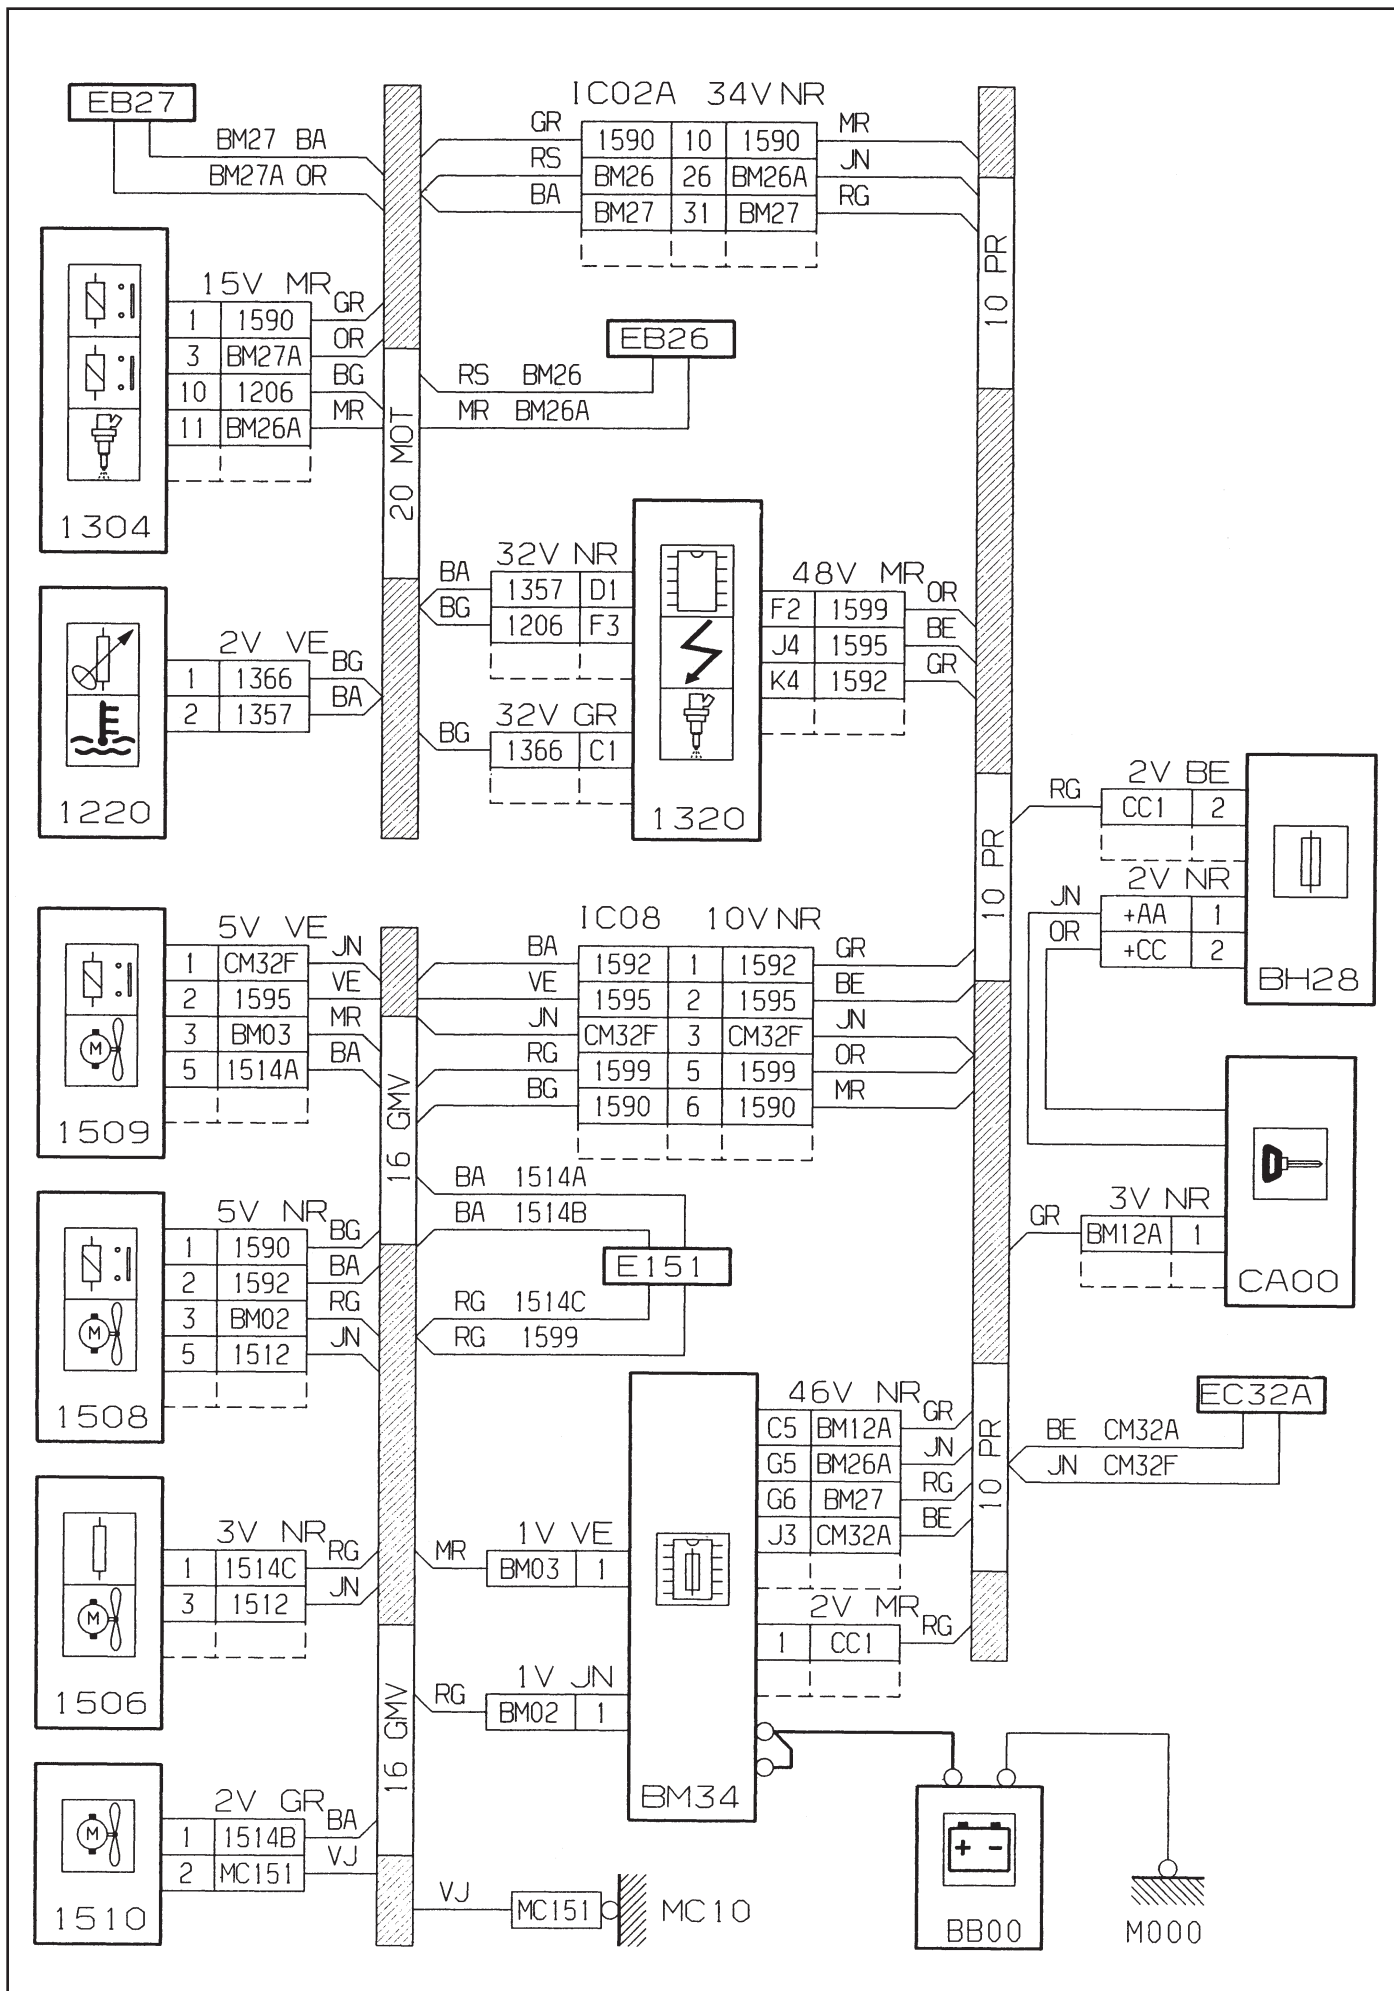 EB27
BM27 BA
BM27A OR
IC02A 34V NR
GR 1590 10 1590 MR
RS BM26 26 BM26A JN
BA BM27 31 BM27 RG
10 PR
15V MR
1 1590 GR
3 BM27A OR
10 1206 BG
11 BM26A MR
1304
EB26
RS BM26
MR BM26A
20 MOT
32V NR
BA 1357 D1
BG 1206 F3
32V GR
BG 1366 C1
1320
48V MR
F2 1599 OR
J4 1595 BE
K4 1592 GR
2V VE
1 1366 BG
2 1357 BA
1220
10 PR
2V BE
RG CC1 2
2V NR
JN +AA 1
OR +CC 2
BH28
5V VE
1 CM32F JN
2 1595 VE
3 BM03 MR
5 1514A BA
M
1509
16 GMV
IC08 10V NR
BA 1592 1 1592 GR
VE 1595 2 1595 BE
JN CM32F 3 CM32F JN
RG 1599 5 1599 OR
BG 1590 6 1590 MR
BA 1514A
BA 1514B
E151
RG 1514C
RG 1599
3V NR
GR BM12A 1
CA00
5V NR
1 1590 BG
2 1592 BA
3 BM02 RG
5 1512 JN
M
1508
46V NR
C5 BM12A GR
G5 BM26A JN
G6 BM27 RG
J3 CM32A BE
2V MR
1 CC1 RG
10 PR
EC32A
BE CM32A
JN CM32F
3V NR
1 1514C RG
3 1512 JN
M
1506
1V VE
MR BM03 1
1V JN
RG BM02 1
BM34
16 GMV
2V GR
1 1514B BA
2 MC151 VJ
M
1510
VJ MC151 MC10
+ -
BB00
M000